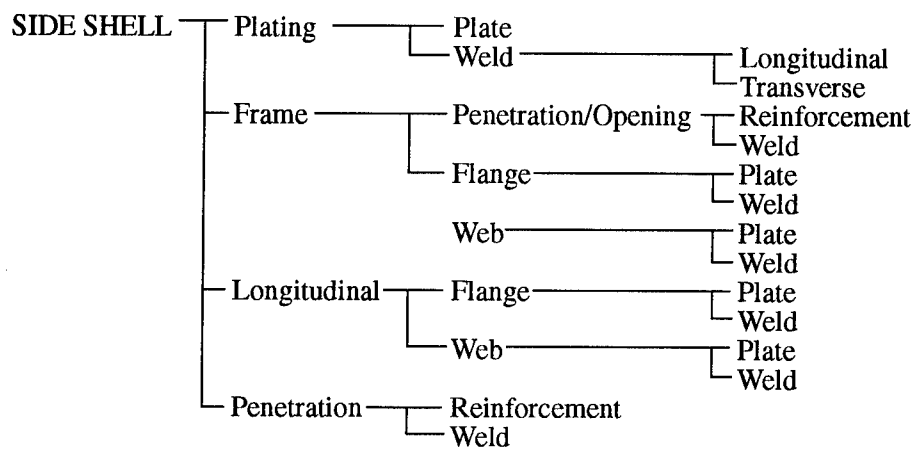 SIDE SHELL Plating Plate
Weld Longitudinal
Transverse
Frame Penetration/Opening Reinforcement
Weld
Flange Plate
Weld
Web Plate
Weld
Longitudinal Flange Plate
Weld
Web Plate
Weld
Penetration Reinforcement
Weld